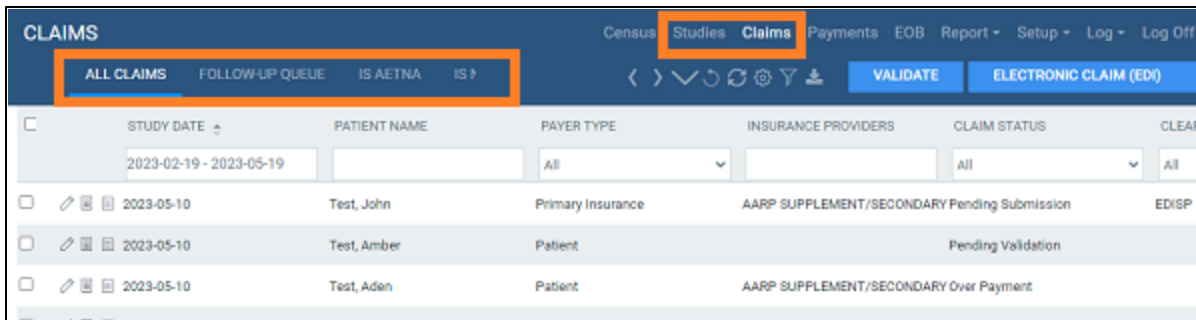 CLAIMS Census Studies Claims Payments EOB Report Setup Log Log Off
ALL CLAIMS FOLLOW-UP QUEUE IS AETNA IS VALIDATE ELECTRONIC CLAIM (EDI)
STUDY DATE PATIENT NAME PAYER TYPE INSURANCE PROVIDERS CLAIM STATUS
2023-02-19 - 2023-05-19 All All All
2023-05-10 Test, John Primary Insurance AARP SUPPLEMENT/SECONDARY Pending Submission EDISP
2023-05-10 Test, Amber Patient Pending Validation
2023-05-10 Test, Aden Patient AARP SUPPLEMENT/SECONDARY Over Payment